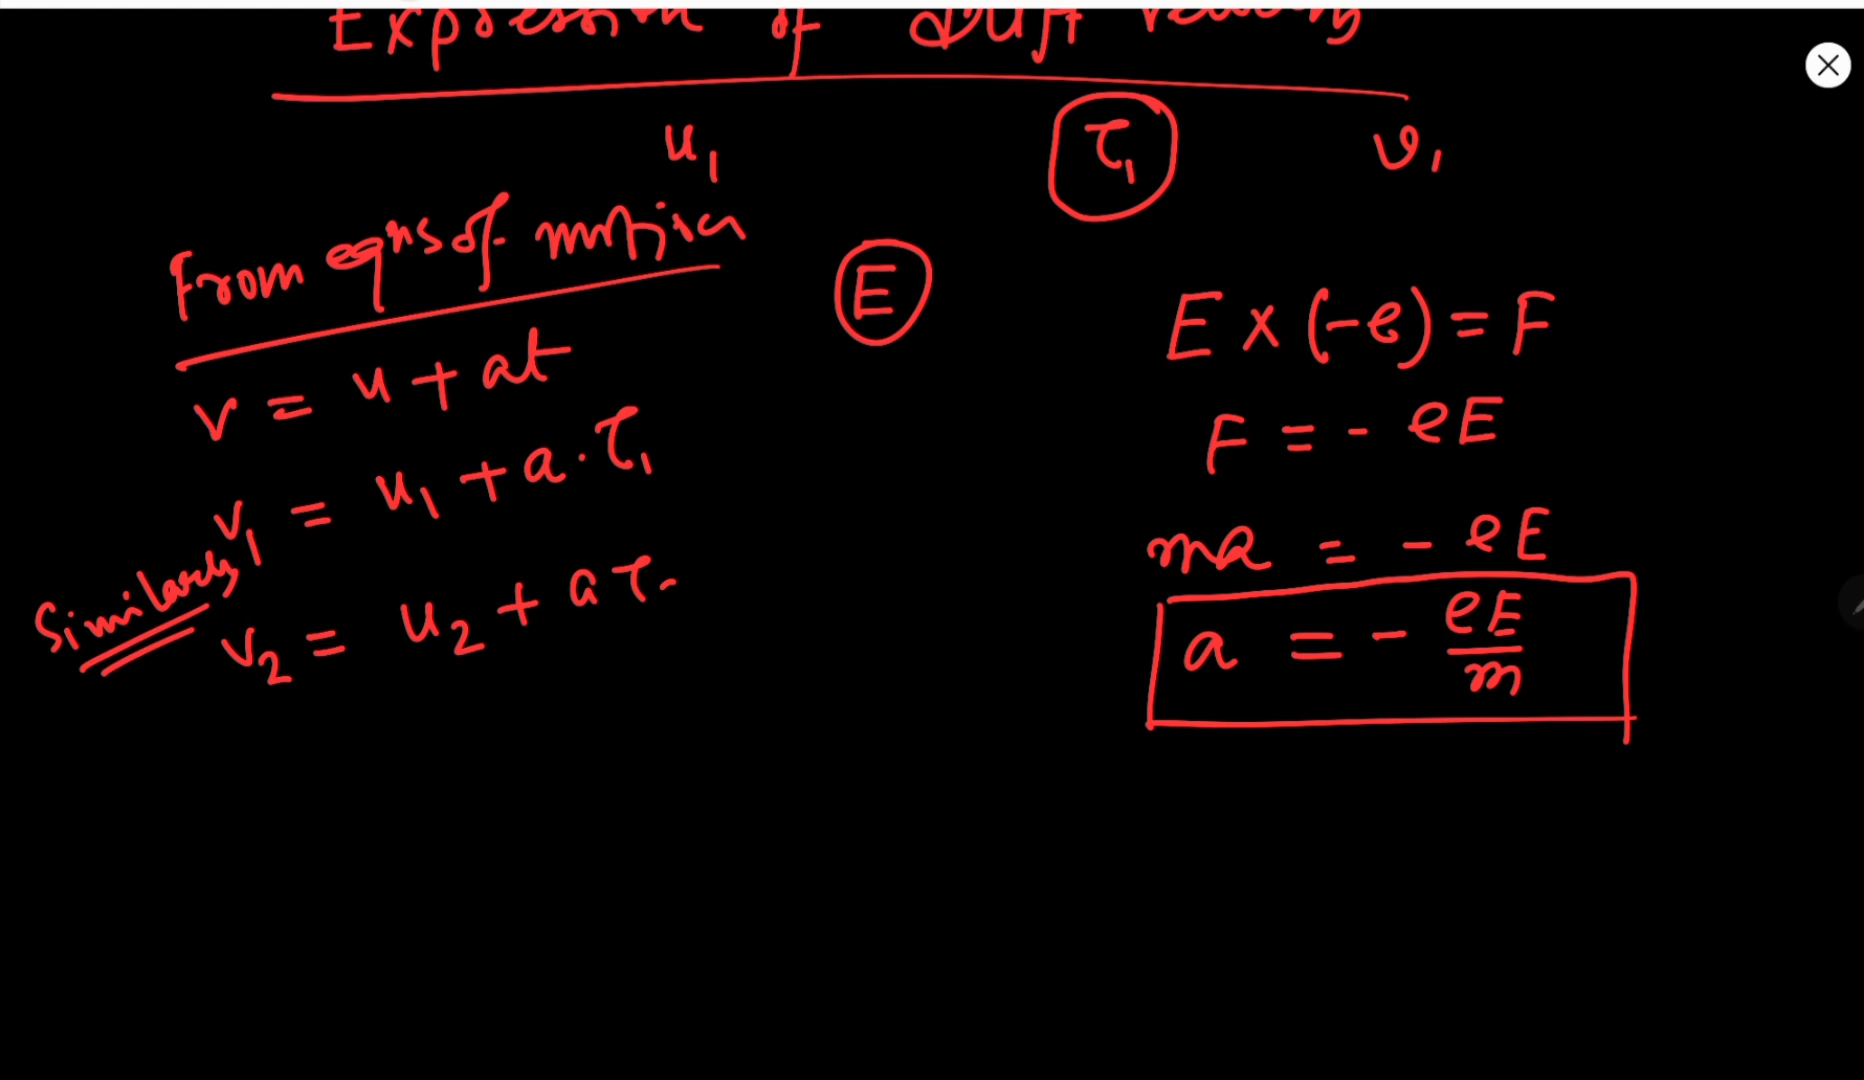 Expression of Drift velocity
u₁ τ₁ v₁
From eqns of motion
E
v = u + at
v₁ = u₁ + a·τ₁
Similarly
v₂ = u₂ + aτ
E × (-e) = F
F = - eE
ma = - eE
a = - eE/m